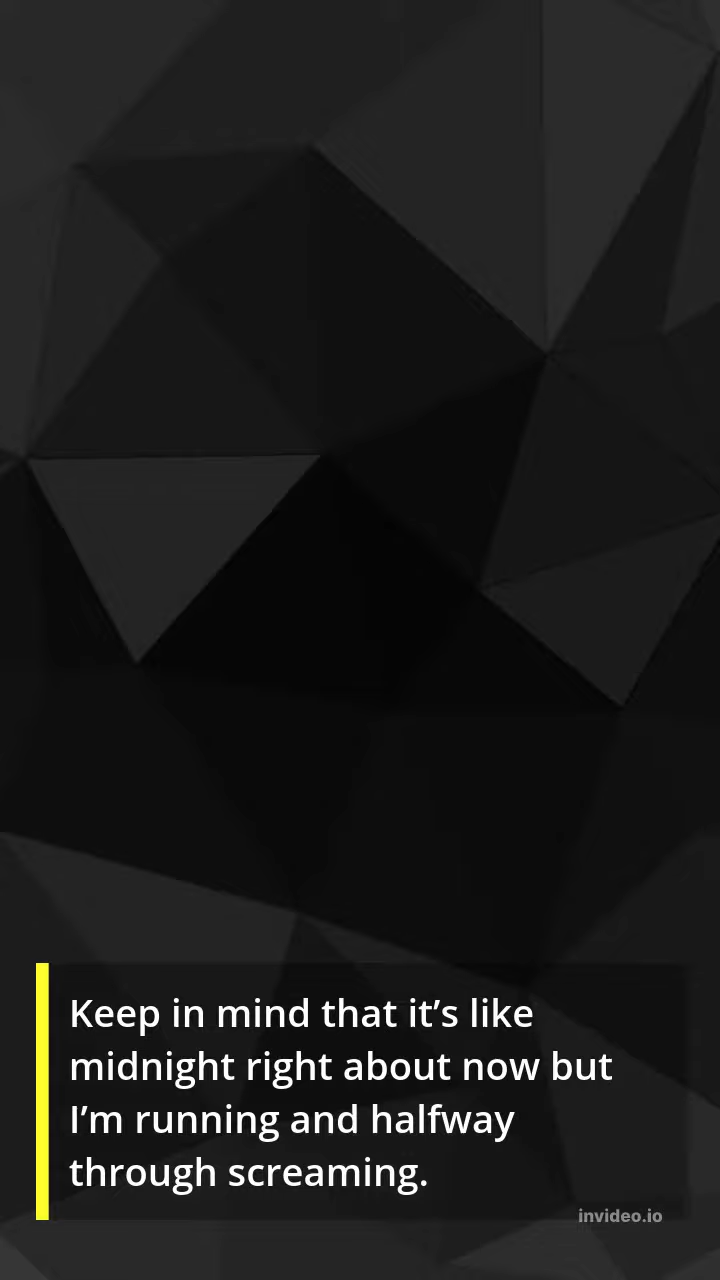 Keep in mind that it’s like
midnight right about now but
I’m running and halfway
through screaming.
invideo.io